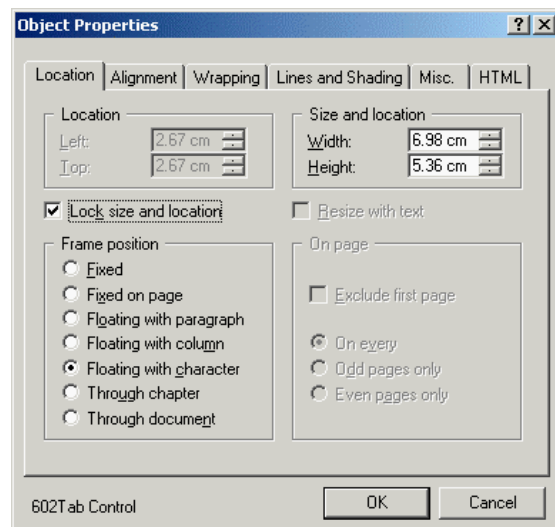 Object Properties
Location Alignment Wrapping Lines and Shading Misc. HTML
Location
Left: 2.67 cm
Top: 2.67 cm
Size and location
Width: 6.98 cm
Height: 5.36 cm
Lock size and location
Resize with text
Frame position
Fixed
Fixed on page
Floating with paragraph
Floating with column
Floating with character
Through chapter
Through document
On page
Exclude first page
On every
Odd pages only
Even pages only
602Tab Control
OK
Cancel